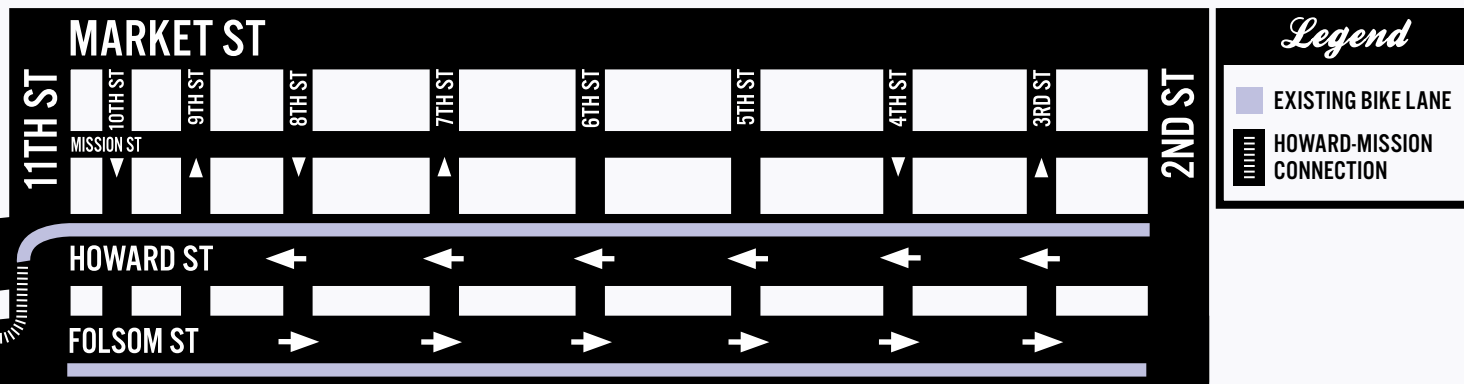 MARKET ST
11TH ST
10TH ST
9TH ST
8TH ST
7TH ST
6TH ST
5TH ST
4TH ST
3RD ST
2ND ST
MISSION ST
HOWARD ST
FOLSOM ST
Legend
EXISTING BIKE LANE
HOWARD-MISSION
CONNECTION